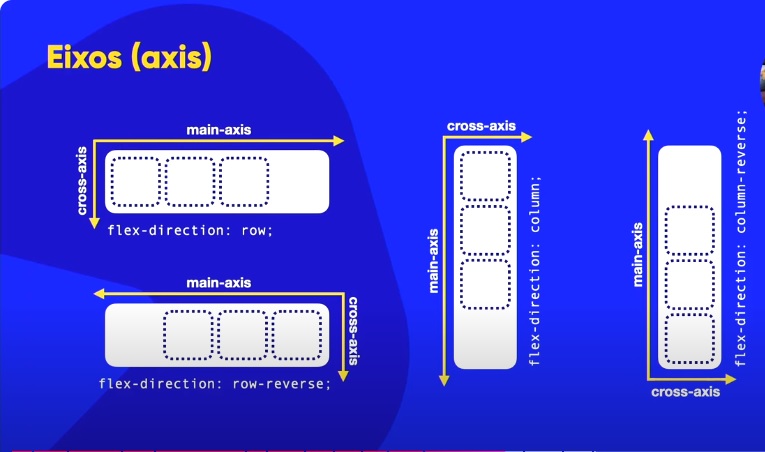 Eixos (axis)
main-axis
cross-axis
flex-direction: row;
main-axis
cross-axis
flex-direction: row-reverse;
cross-axis
main-axis
flex-direction: column;
main-axis
flex-direction: column-reverse;
cross-axis